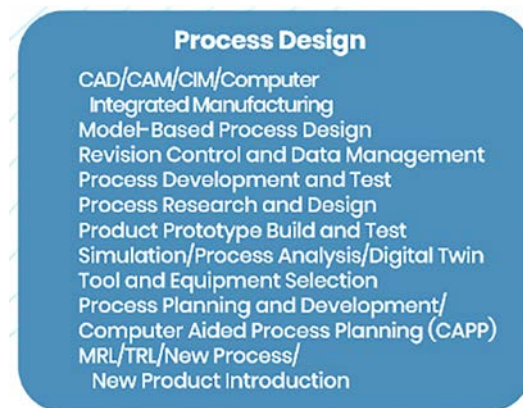 Process Design
CAD/CAM/CIM/Computer
Integrated Manufacturing
Model-Based Process Design
Revision Control and Data Management
Process Development and Test
Process Research and Design
Product Prototype Build and Test
Simulation/Process Analysis/Digital Twin
Tool and Equipment Selection
Process Planning and Development/
Computer Aided Process Planning (CAPP)
MRL/TRL/New Process/
New Product Introduction